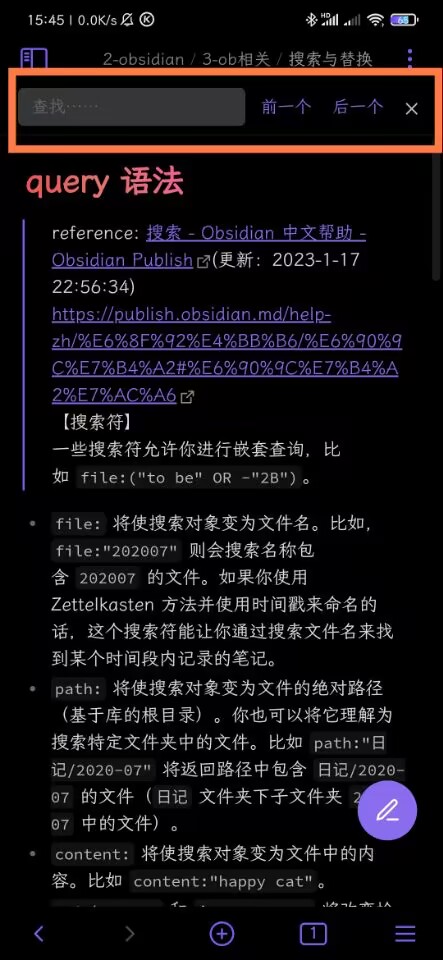 15:45 | 0.0K/s
HD
68
2-obsidian / 3-ob相关 / 搜索与替换
查找…… 前一个 后一个
query 语法
reference: 搜索 - Obsidian 中文帮助 -
Obsidian Publish (更新：2023-1-17
22:56:34)
https://publish.obsidian.md/help-
zh/%E6%8F%92%E4%BB%B6/%E6%90%9
C%E7%B4%A2#%E6%90%9C%E7%B4%A
2%E7%AC%A6
【搜索符】
一些搜索符允许你进行嵌套查询，比
如 file:("to be" OR -"2B")。
file: 将使搜索对象变为文件名。比如，
file:"202007" 则会搜索名称包
含 202007 的文件。如果你使用
Zettelkasten 方法并使用时间戳来命名的
话，这个搜索符能让你通过搜索文件名来找
到某个时间段内记录的笔记。
path: 将使搜索对象变为文件的绝对路径
（基于库的根目录）。你也可以将它理解为
搜索特定文件夹中的文件。比如 path:"日
记/2020-07" 将返回路径中包含 日记/2020-
07 的文件（日记 文件夹下子文件夹 2
07 中的文件）。
content: 将使搜索对象变为文件中的内
容。比如 content:"happy cat"。
1